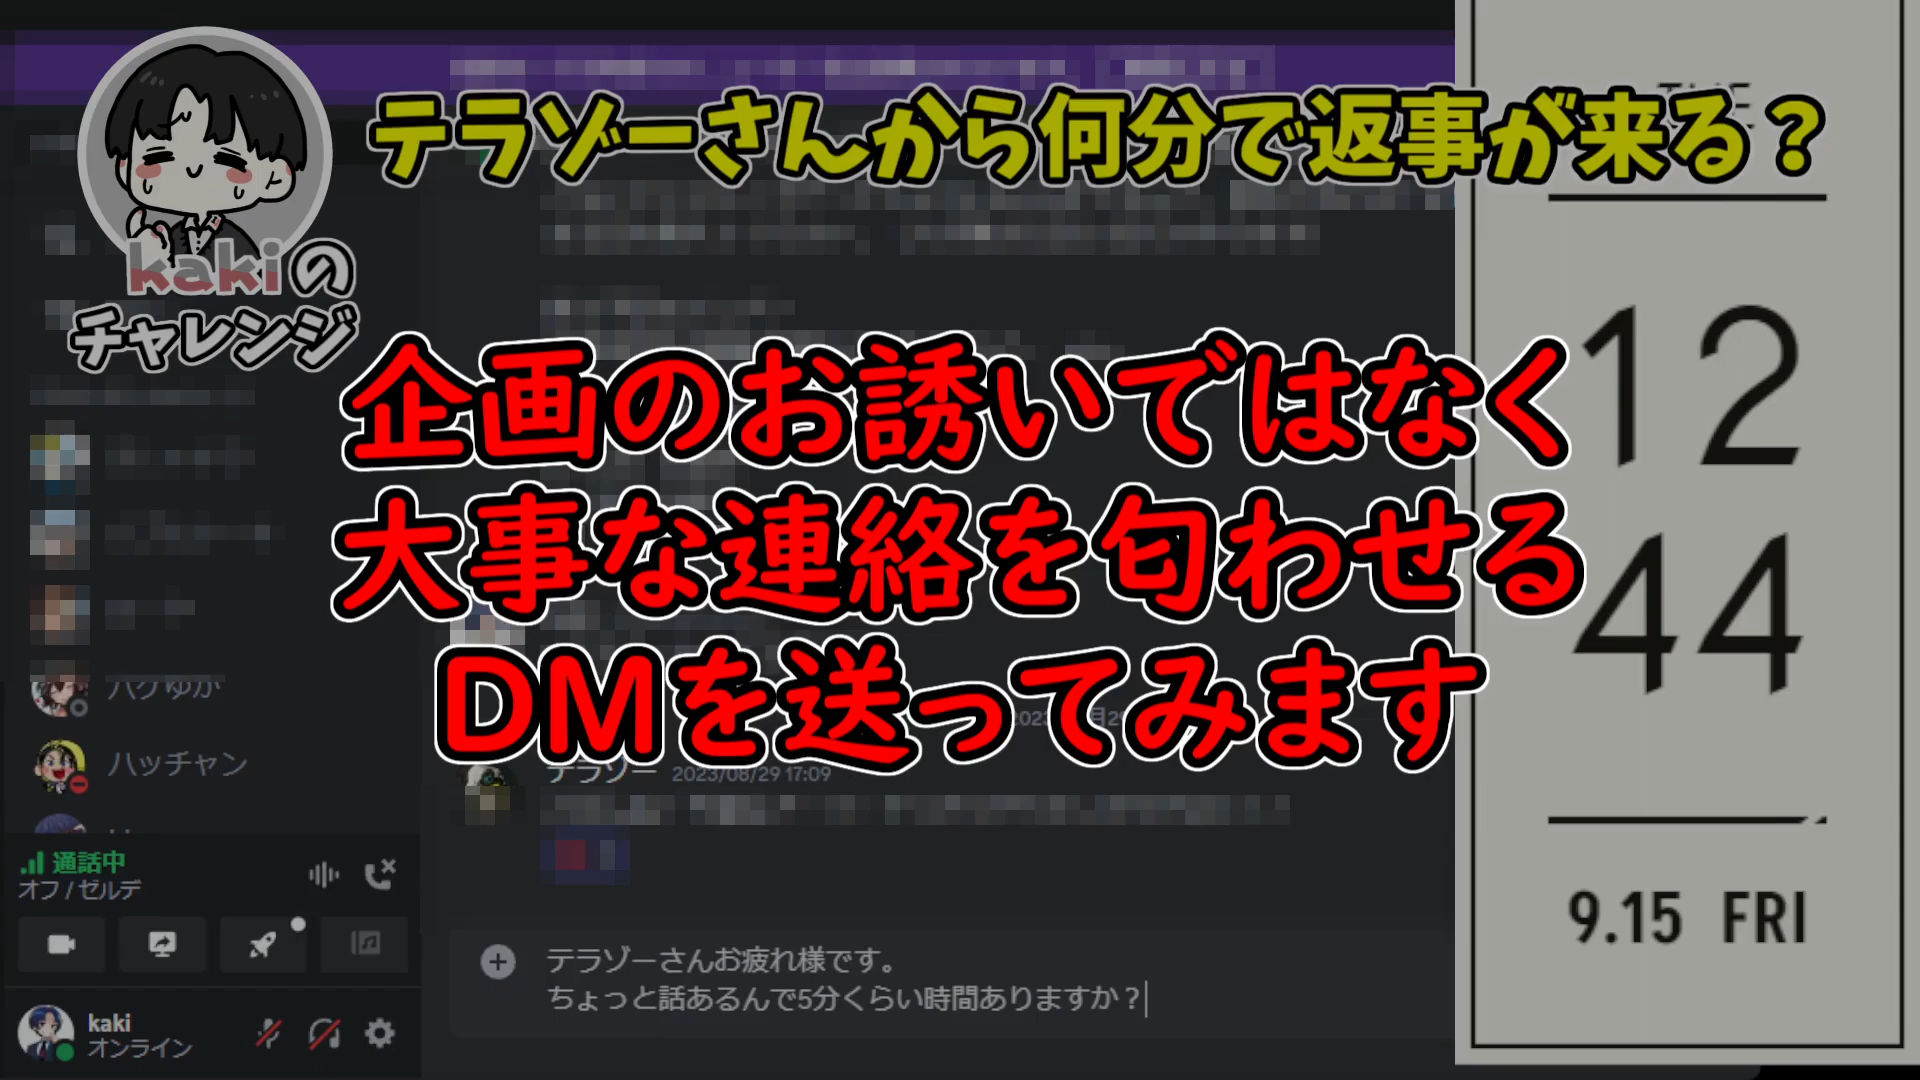 テラゾーさんから何分で返事が来る?
kakiの
チャレンジ
企画のお誘いではなく
大事な連絡を匂わせる
DMを送ってみます
12
44
9.15 FRI
ハッチャン
テラゾー 2023/08/29 17:09
通話中
オフ / ゼルデ
テラゾーさんお疲れ様です。
ちょっと話あるんで5分くらい時間ありますか?
kaki
オンライン